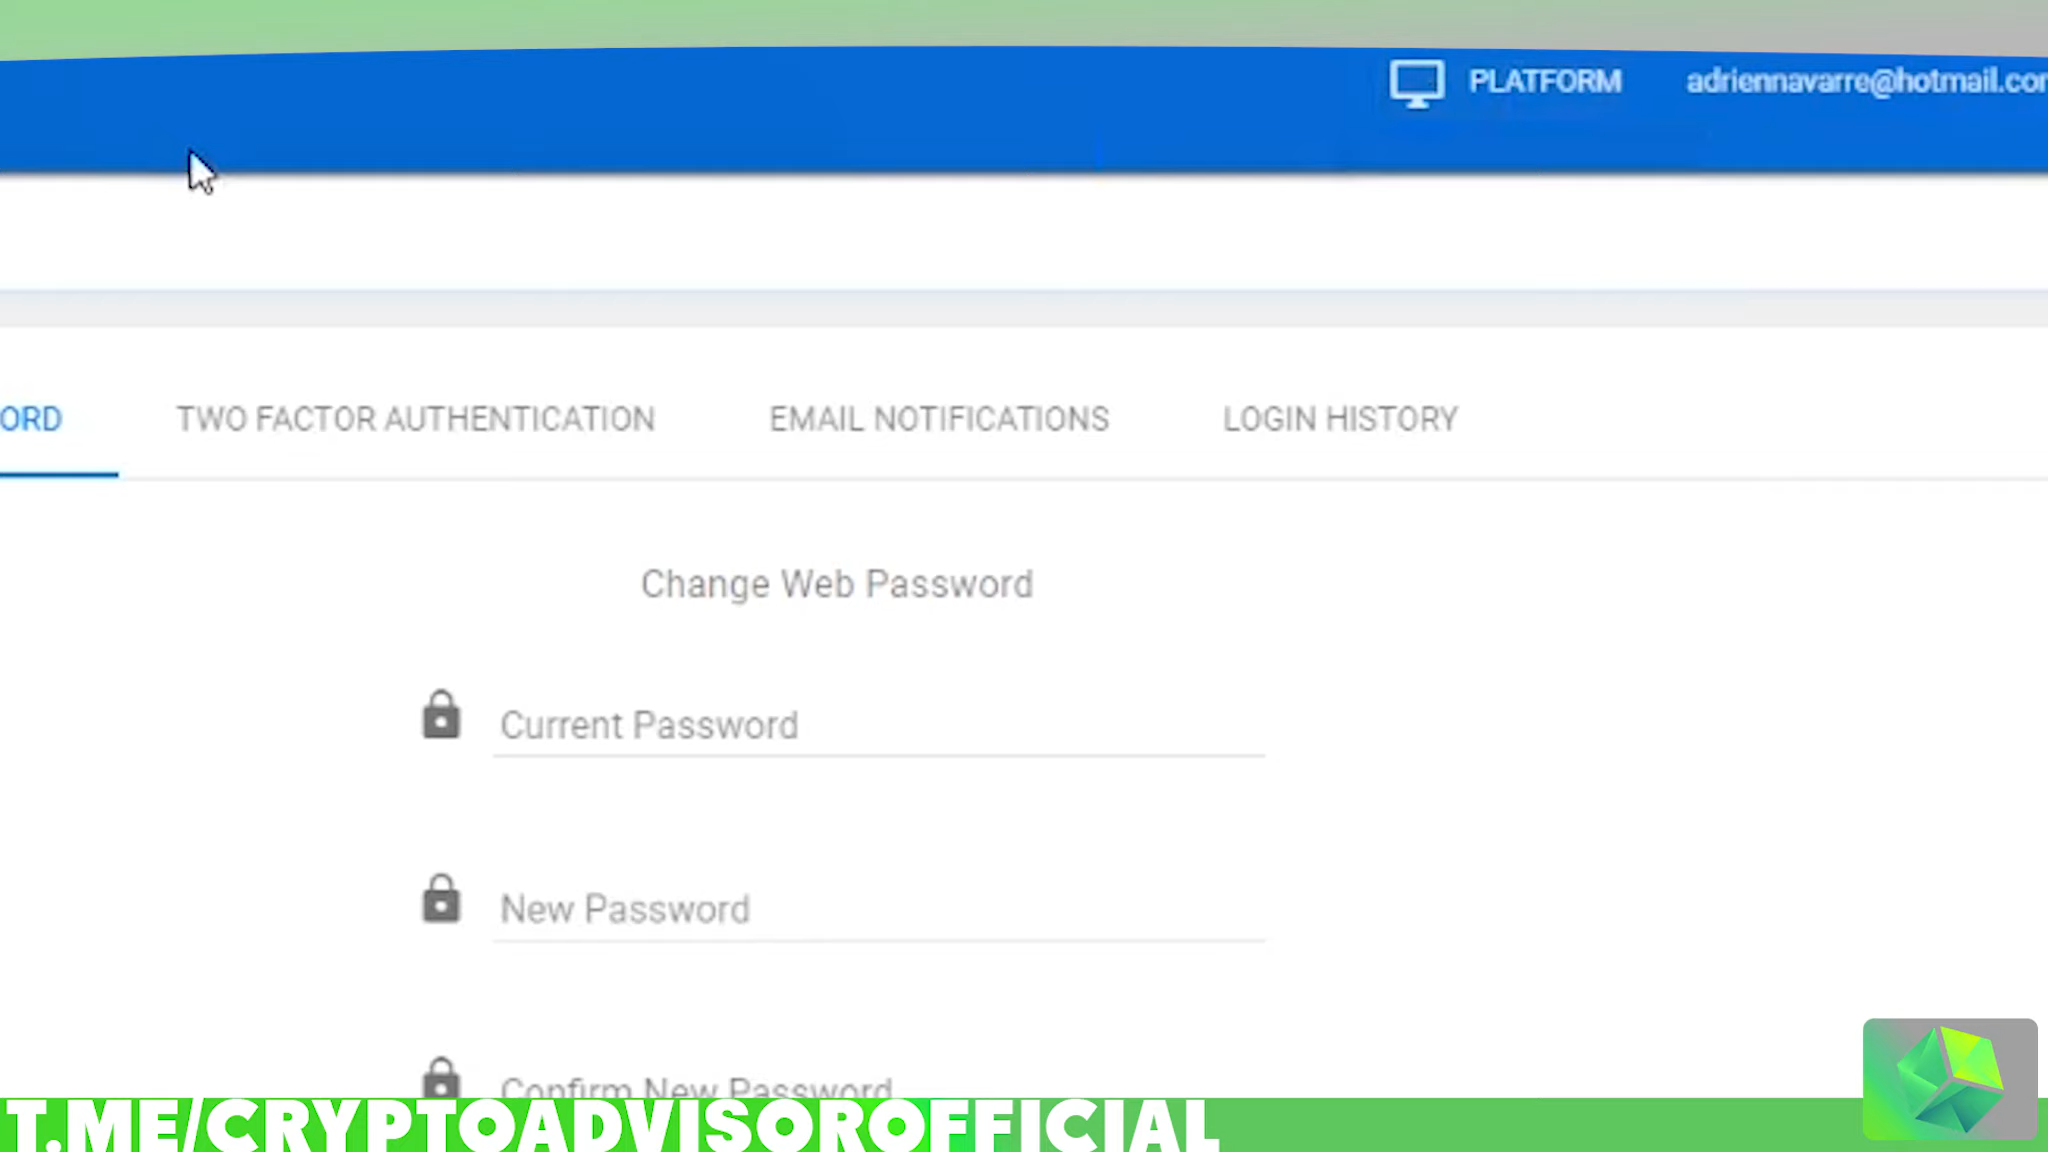 PLATFORM adriennavarre@hotmail.com
ORD TWO FACTOR AUTHENTICATION EMAIL NOTIFICATIONS LOGIN HISTORY
Change Web Password
Current Password
New Password
Confirm New Password
T.ME/CRYPTOADVISOROFFICIAL